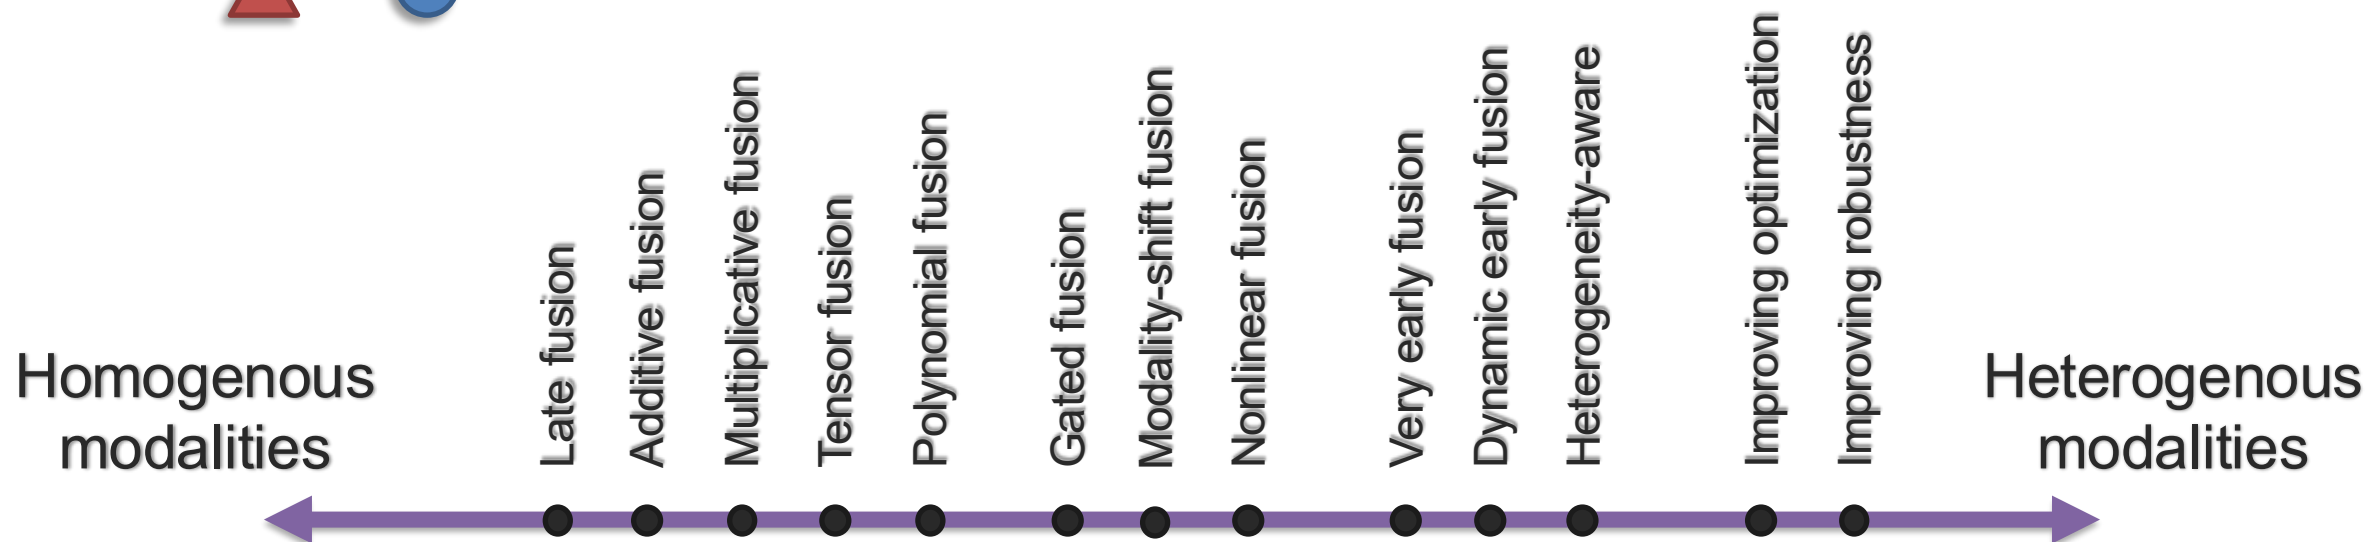 Homogenous
modalities
Late fusion
Additive fusion
Multiplicative fusion
Tensor fusion
Polynomial fusion
Gated fusion
Modality-shift fusion
Nonlinear fusion
Very early fusion
Dynamic early fusion
Heterogeneity-aware
Improving optimization
Improving robustness
Heterogenous
modalities